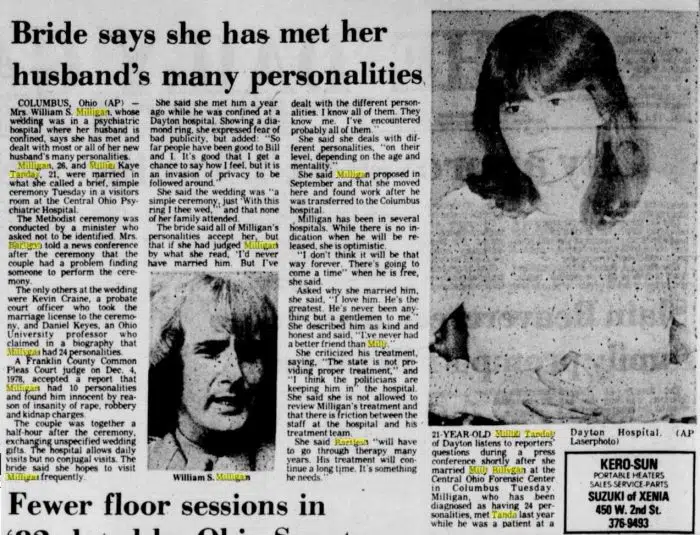 Bride says she has met her
husband's many personalities
COLUMBUS, Ohio (AP) —
Mrs. William S. Milligan, whose
wedding was in a psychiatric
hospital where her husband is
confined, says she has met and
dealt with most or all of her new
husband's many personalities.
Milligan, 26, and Kaye
Tanday, 21, were married in
what she called a brief, simple
ceremony Tuesday in a visitors
room at the Central Ohio Psy-
chiatric Hospital.
The Methodist ceremony was
conducted by a minister who
asked not to be identified. Mrs.
told a news conference
after the ceremony that the
couple had a problem finding
someone to perform the cere-
mony.
The only others at the wedding
were Kevin Craine, a probate
court officer who took the
marriage license to the ceremo-
ny, and Daniel Keyes, an Ohio
University professor who
claimed in a biography that
Milligan had 24 personalities.
A Franklin County Common
Pleas Court judge on Dec. 4,
1978, accepted a report that
Milligan had 10 personalities
and found him innocent by rea-
son of insanity of rape, robbery
and kidnap charges.
The couple was together a
half-hour after the ceremony,
exchanging unspecified wedding
gifts. The hospital allows daily
visits but no conjugal visits. The
bride said she hopes to visit
Milligan frequently.
She said she met him a year
ago while he was confined at a
Dayton hospital. Showing a dia-
mond ring, she expressed fear of
bad publicity, but added: "So
far people have been good to Bill
and I. It's good that I get a
chance to say how I feel, but it is
an invasion of privacy to be
followed around."
She said the wedding was "a
simple ceremony, just 'With this
ring I thee wed,'" and that none
of her family attended.
The bride said all of Milligan's
personalities accept her, but
that if she had judged Milligan
by what she read, "I'd never
have married him. But I've
William S. Milligan
dealt with the different person-
alities. I know all of them. They
know me. I've encountered
probably all of them."
She said she deals with dif-
ferent personalities, "on their
level, depending on the age and
mentality."
She said Milligan proposed in
September and that she moved
here and found work after he
was transferred to the Columbus
hospital.
Milligan has been in several
hospitals. While there is no in-
dication when he will be re-
leased, she is optimistic.
"I don't think it will be that
way forever. There's going to
come a time" when he is free,
she said.
Asked why she married him,
she said, "I love him. He's the
greatest. He's never been any-
thing but a gentlemen to me."
She described him as kind and
honest and said, "I've never had
a better friend than Milly."
She criticized his treatment,
saying, "The state is not pro-
viding proper treatment," and
"I think the politicians are
keeping him in" the hospital.
She said she is not allowed to
review Milligan's treatment and
that there is friction between the
staff at the hospital and his
treatment team.
She said "will have
to go through therapy many
years. His treatment will con-
tinue a long time. It's something
he needs."
21-YEAR-OLD Tanday
of Dayton listens to reporters'
questions during a press
conference shortly after she
married at the
Central Ohio Forensic Center
in Columbus Tuesday.
Milligan, who has been
diagnosed as having 24 per-
sonalities, met Tanda last year
while he was a patient at a
Dayton Hospital. (AP
Laserphoto)
KERO-SUN
PORTABLE HEATERS
SALES·SERVICE·PARTS
SUZUKI of XENIA
450 W. 2nd St.
376-9493
Fewer floor sessions in